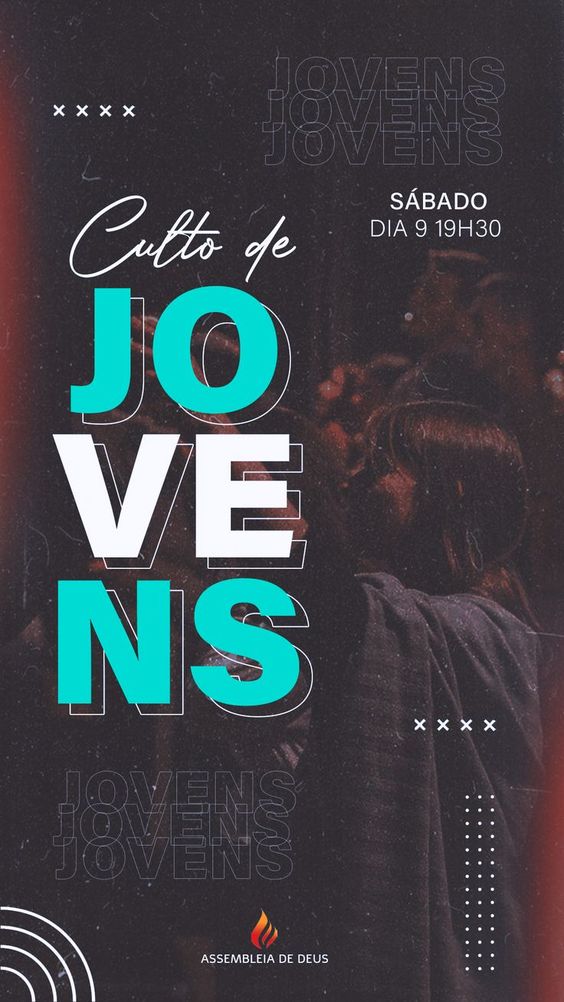 JOVENS
JOVENS
JOVENS
SÁBADO
DIA 9 19H30
Culto de
JO
VE
NS
JOVENS
JOVENS
JOVENS
ASSEMBLEIA DE DEUS